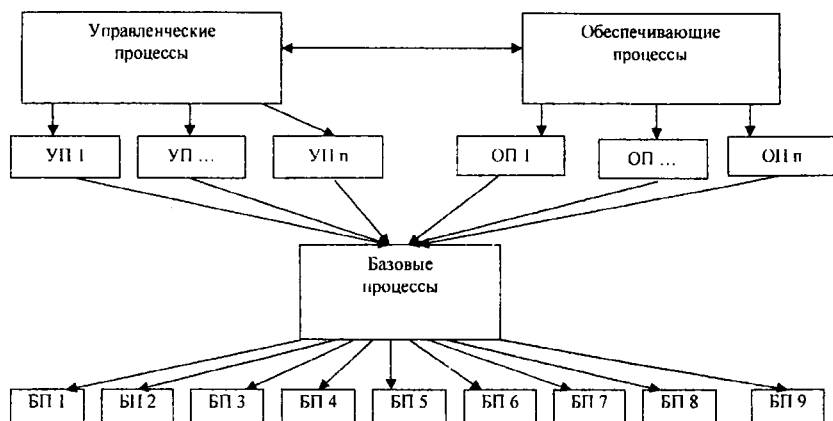 Управленческие
процессы
Обеспечивающие
процессы
УП 1
УП ...
УП n
ОП 1
ОП ...
ОП n
Базовые
процессы
БП 1
БП 2
БП 3
БП 4
БП 5
БП 6
БП 7
БП 8
БП 9